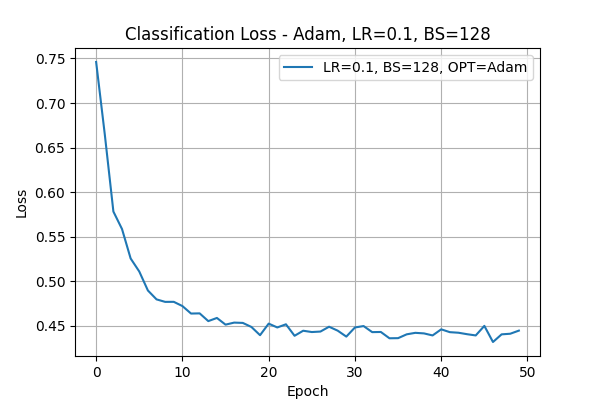 Classification Loss - Adam, LR=0.1, BS=128
LR=0.1, BS=128, OPT=Adam
0.75
0.70
0.65
0.60
0.55
0.50
0.45
Loss
0 10 20 30 40 50
Epoch